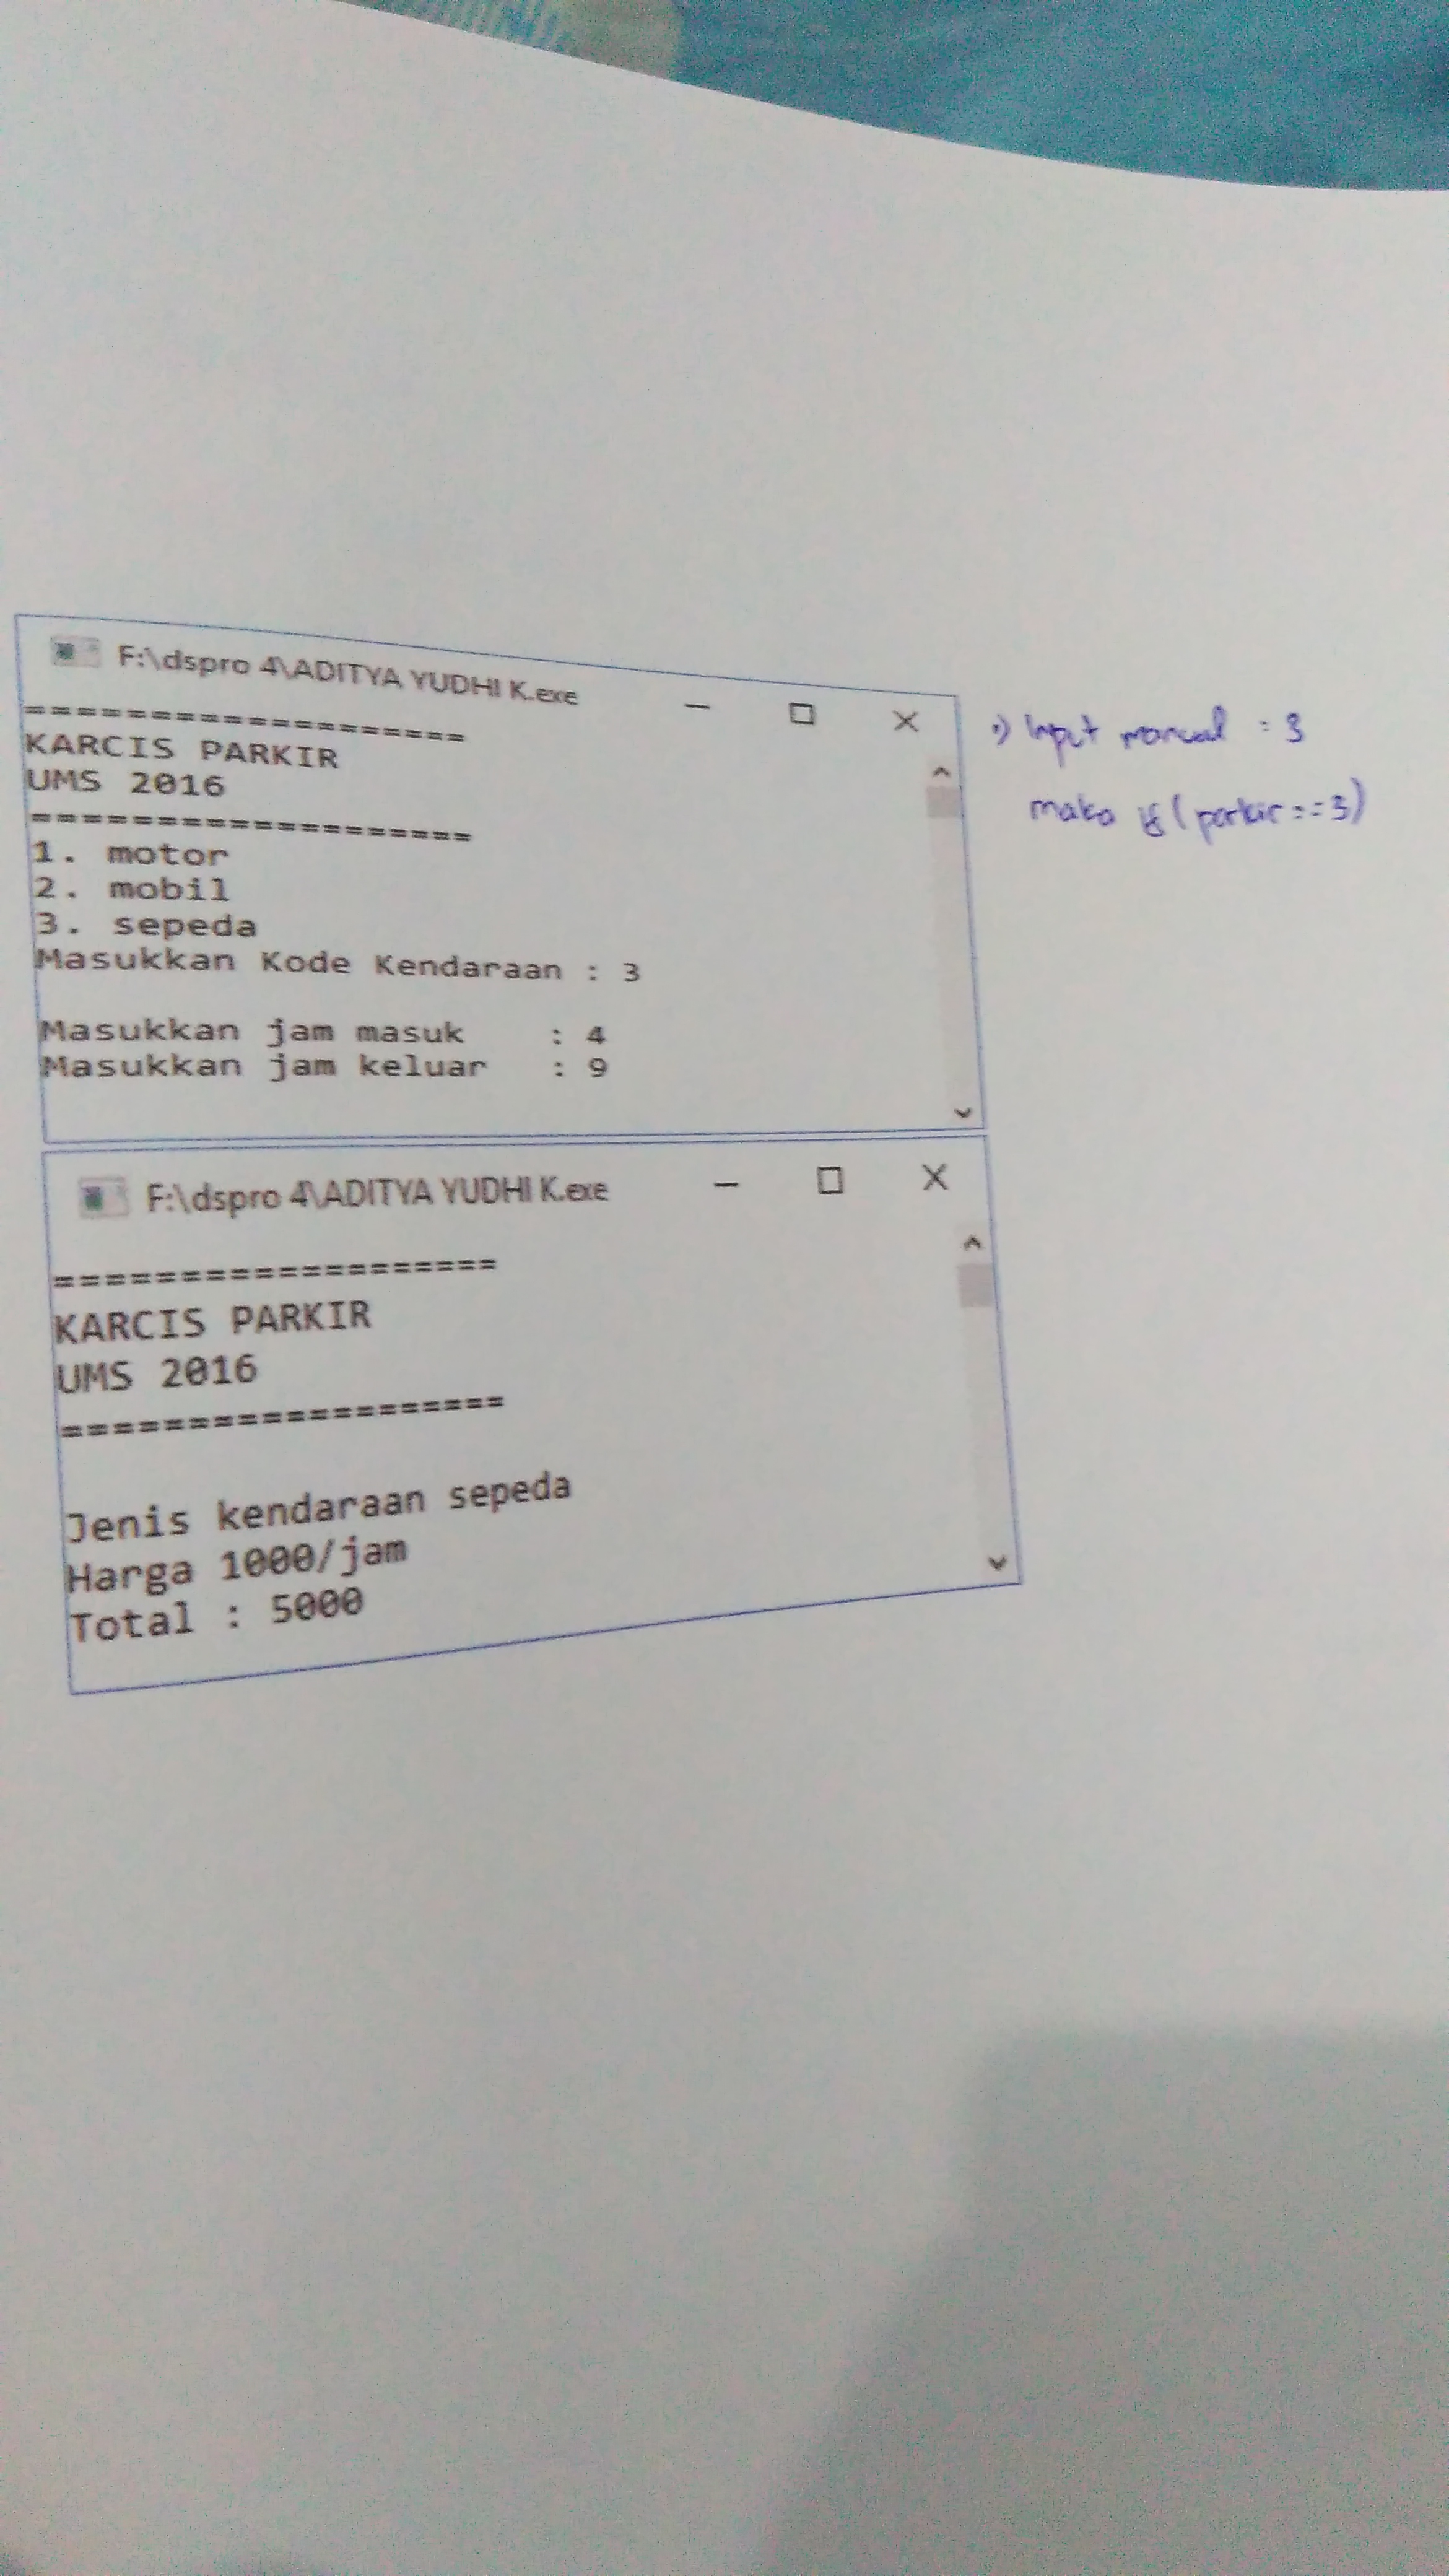 F:\dspro 4\ADITYA YUDHI K.exe
====================
KARCIS PARKIR
UMS 2016
====================
1. motor
2. mobil
3. sepeda
Masukkan Kode Kendaraan : 3
Masukkan jam masuk : 4
Masukkan jam keluar : 9
Input manual : 3
maka if (parkir==3)
F:\dspro 4\ADITYA YUDHI K.exe
====================
KARCIS PARKIR
UMS 2016
====================
Jenis kendaraan sepeda
Harga 1000/jam
Total : 5000